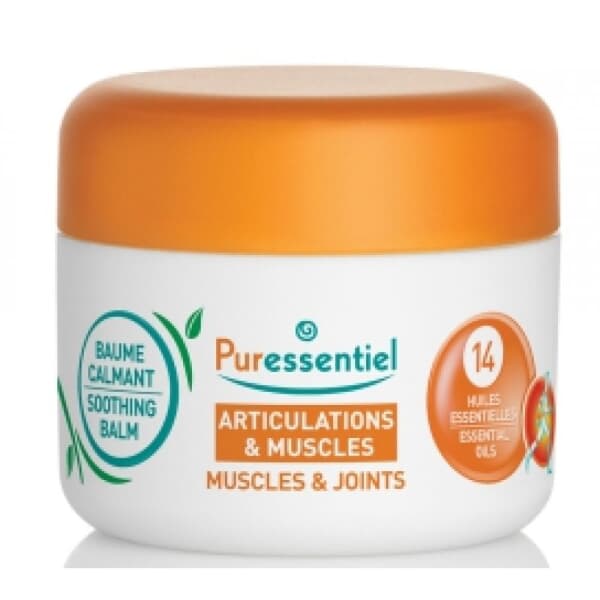 BAUME
CALMANT
SOOTHING
BALM
Puressentiel
ARTICULATIONS
& MUSCLES
MUSCLES & JOINTS
14
HUILES
ESSENTIELLES
ESSENTIAL
OILS